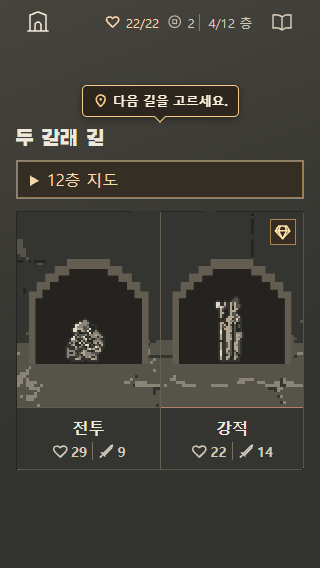 22/22 2 4/12 층
다음 길을 고르세요.
두 갈래 길
▶ 12층 지도
전투 강적
29 9 22 14